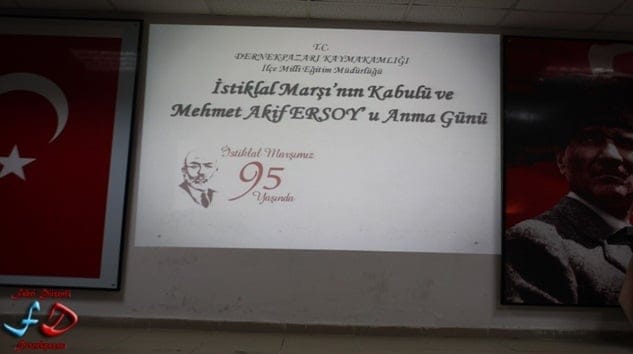 T.C.
DERNEKPAZARI KAYMAKAMLIĞI
İlçe Milli Eğitim Müdürlüğü
İstiklal Marşı'nın Kabulü ve
Mehmet Akif ERSOY'u Anma Günü
İstiklal Marşımız
95
Yaşında
FD